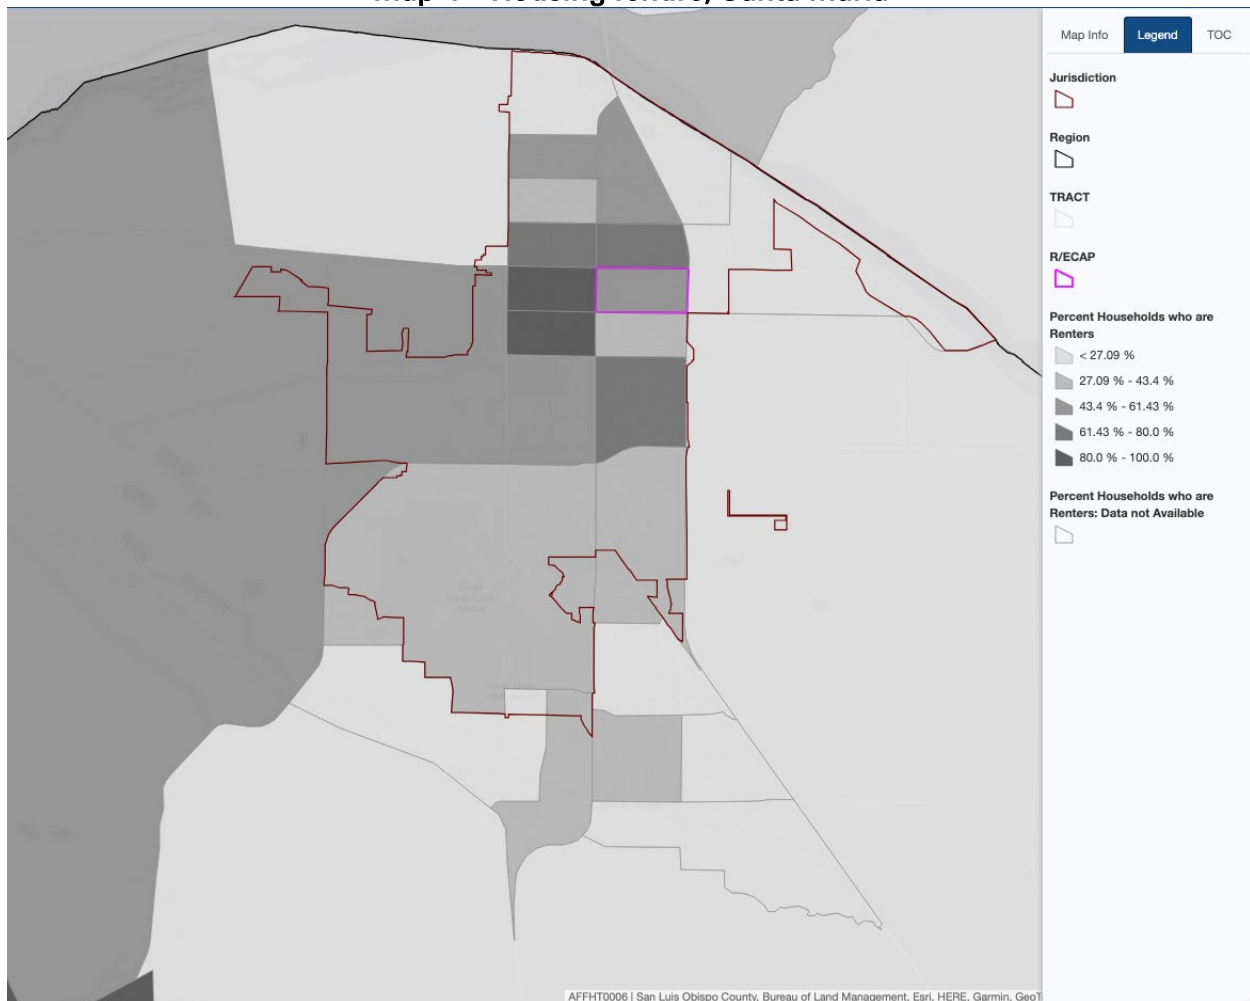 Map Info
Legend
TOC
Jurisdiction
Region
TRACT
R/ECAP
Percent Households who are
Renters
< 27.09 %
27.09 % - 43.4 %
43.4 % - 61.43 %
61.43 % - 80.0 %
80.0 % - 100.0 %
Percent Households who are
Renters: Data not Available
AFFHT0006 | San Luis Obispo County, Bureau of Land Management, Esri, HERE, Garmin, GeoT